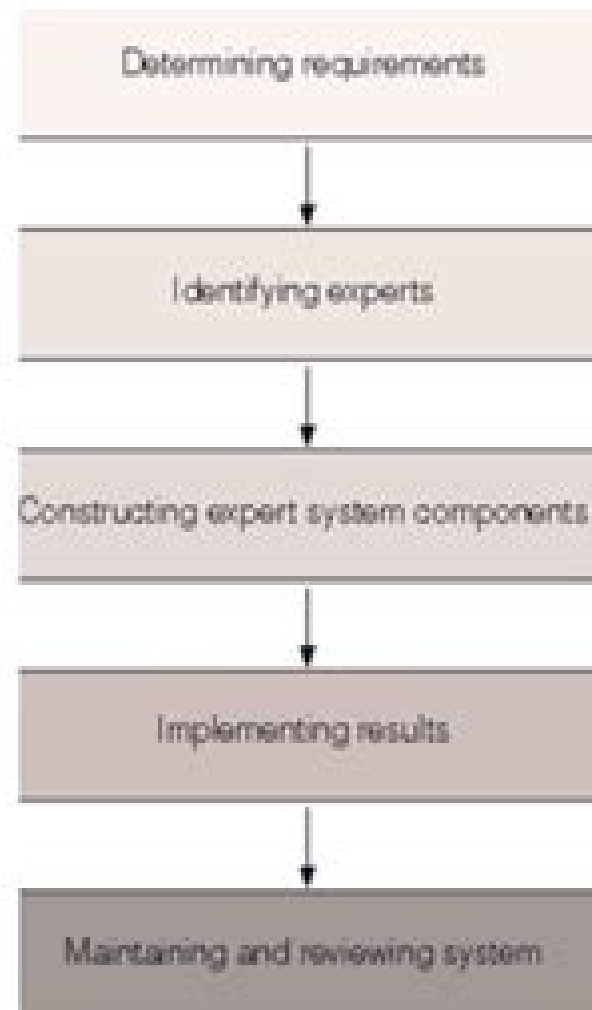 Determining requirements
Identifying experts
Constructing expert system components
Implementing results
Maintaining and reviewing system